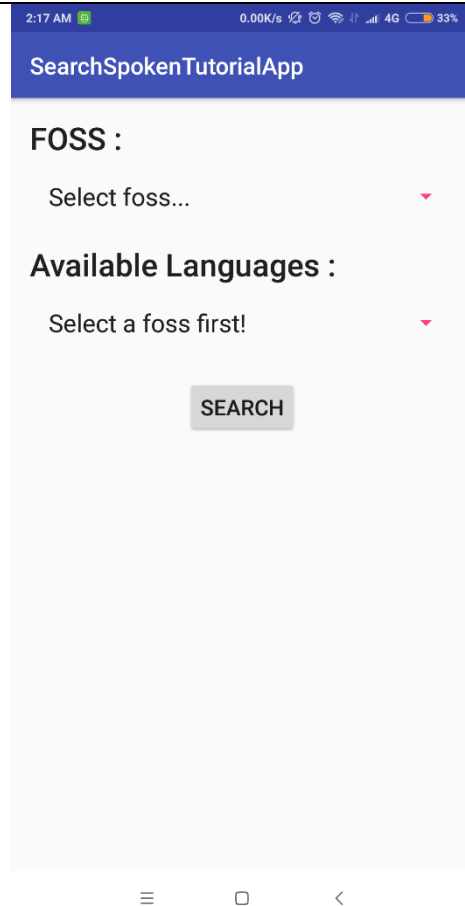 2:17 AM 0.00K/s 4G 33%
SearchSpokenTutorialApp
FOSS :
Select foss...
Available Languages :
Select a foss first!
SEARCH